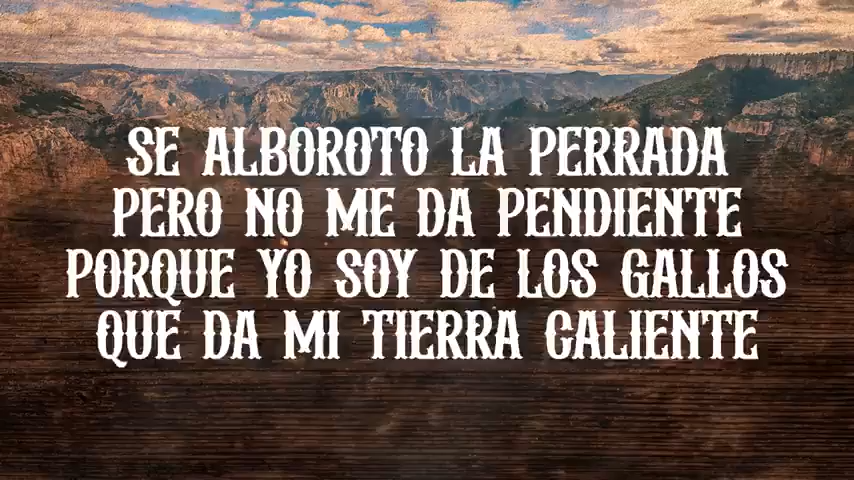 SE ALBOROTO LA PERRADA
PERO NO ME DA PENDIENTE
PORQUE YO SOY DE LOS GALLOS
QUE DA MI TIERRA CALIENTE